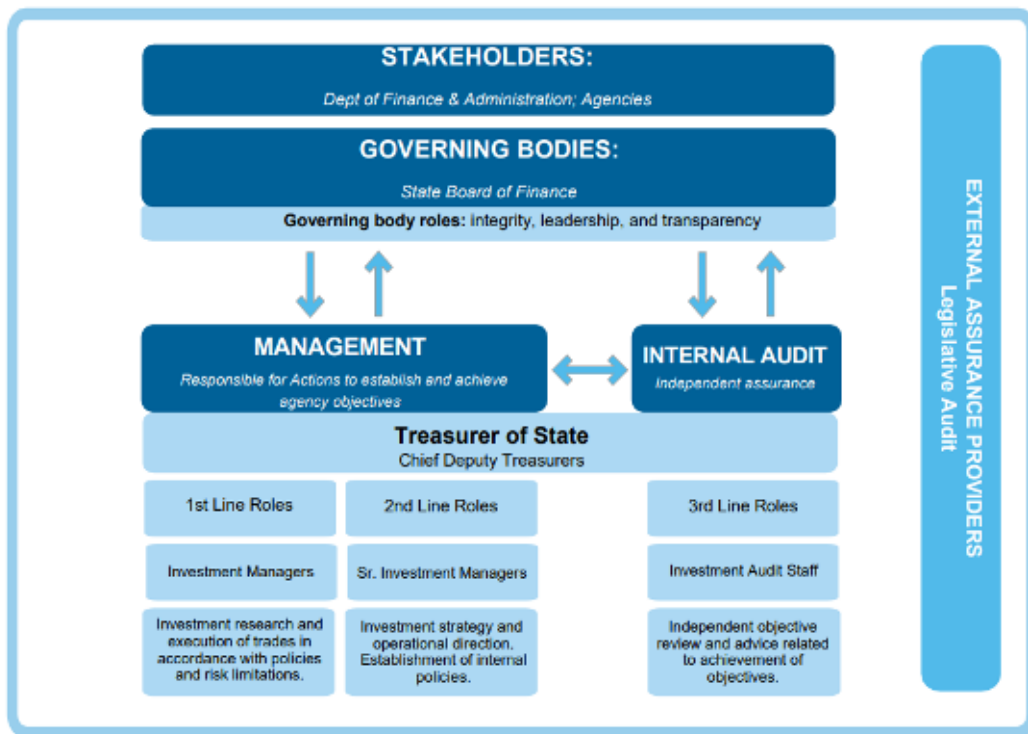 STAKEHOLDERS:
Dept of Finance & Administration; Agencies
GOVERNING BODIES:
State Board of Finance
Governing body roles: integrity, leadership, and transparency
MANAGEMENT
Responsible for Actions to establish and achieve
agency objectives
INTERNAL AUDIT
Independent assurance
Treasurer of State
Chief Deputy Treasurers
1st Line Roles
2nd Line Roles
3rd Line Roles
Investment Managers
Sr. Investment Managers
Investment Audit Staff
Investment research and
execution of trades in
accordance with policies
and risk limitations.
Investment strategy and
operational direction.
Establishment of internal
policies.
Independent objective
review and advice related
to achievement of
objectives.
EXTERNAL ASSURANCE PROVIDERS
Legislative Audit